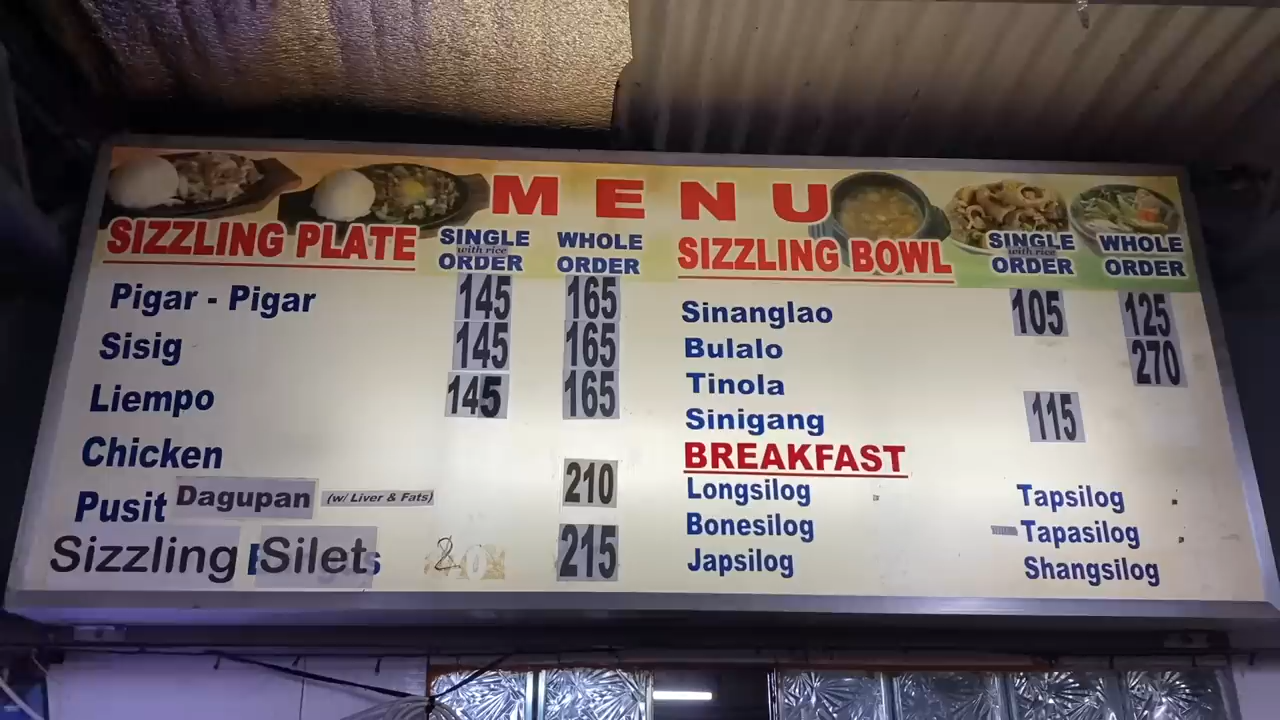 MENU
SIZZLING PLATE SINGLE with rice ORDER WHOLE ORDER
Pigar - Pigar 145 165
Sisig 145 165
Liempo 145 165
Chicken
Pusit Dagupan (w/ Liver & Fats) 210
Sizzling Silet 215
SIZZLING BOWL SINGLE with rice ORDER WHOLE ORDER
Sinanglao 105 125
Bulalo 270
Tinola
Sinigang 115
BREAKFAST
Longsilog Tapsilog
Bonesilog Tapasilog
Japsilog Shangsilog